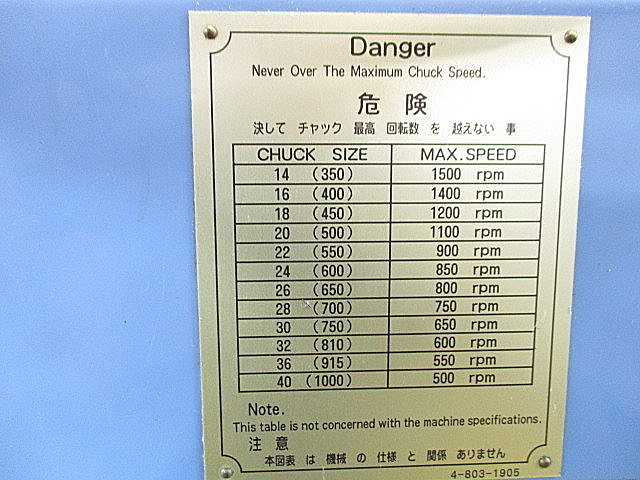 Danger
Never Over The Maximum Chuck Speed.
危 険
決して チャック 最高 回転数 を 越えない 事
CHUCK SIZE MAX.SPEED
14 (350) 1500 rpm
16 (400) 1400 rpm
18 (450) 1200 rpm
20 (500) 1100 rpm
22 (550) 900 rpm
24 (600) 850 rpm
26 (650) 800 rpm
28 (700) 750 rpm
30 (750) 650 rpm
32 (810) 600 rpm
36 (915) 550 rpm
40 (1000) 500 rpm
Note.
This table is not concerned with the machine specifications.
注 意
本図表 は 機械 の 仕様 と 関係 ありません
4-803-1905